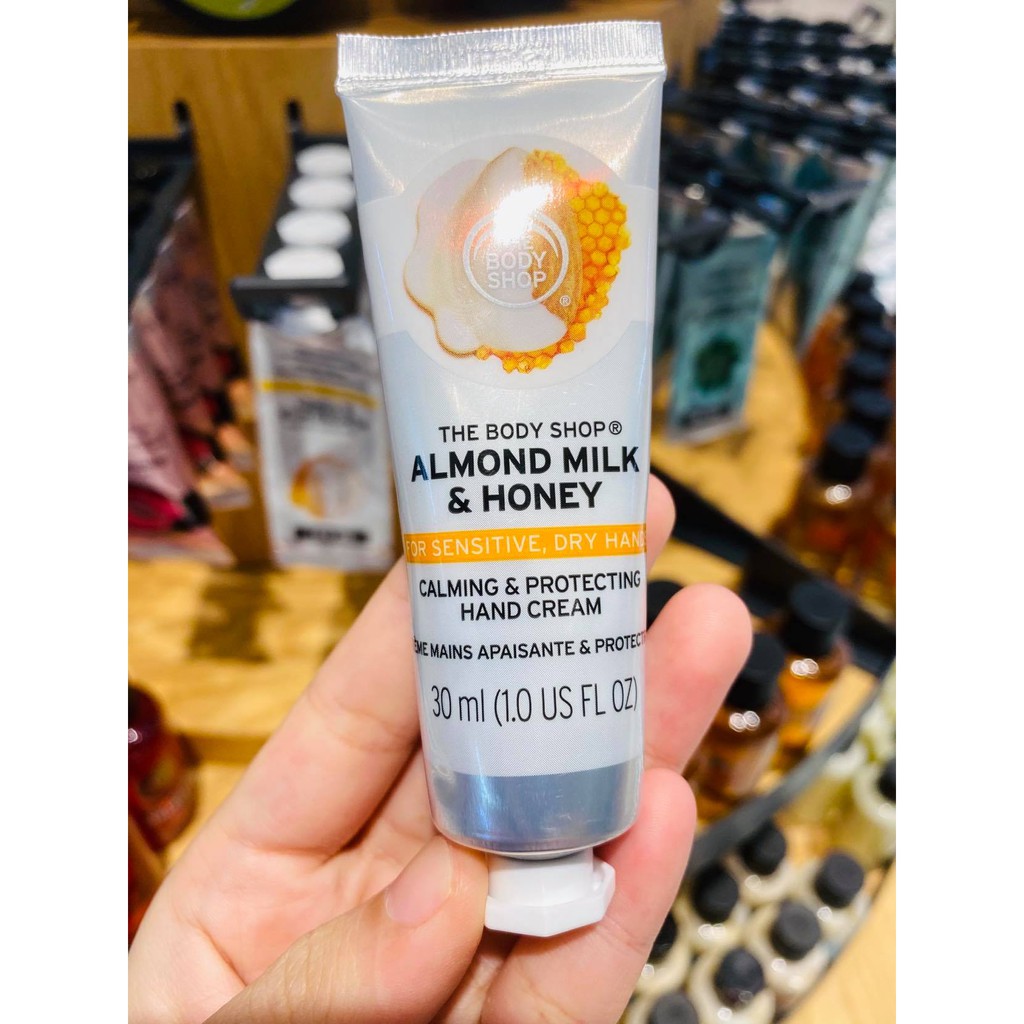 THE
BODY
SHOP
®
THE BODY SHOP®
ALMOND MILK
& HONEY
FOR SENSITIVE, DRY HAND
CALMING & PROTECTING
HAND CREAM
ÈME MAINS APAISANTE & PROTECT
30 ml (1.0 US FL OZ)